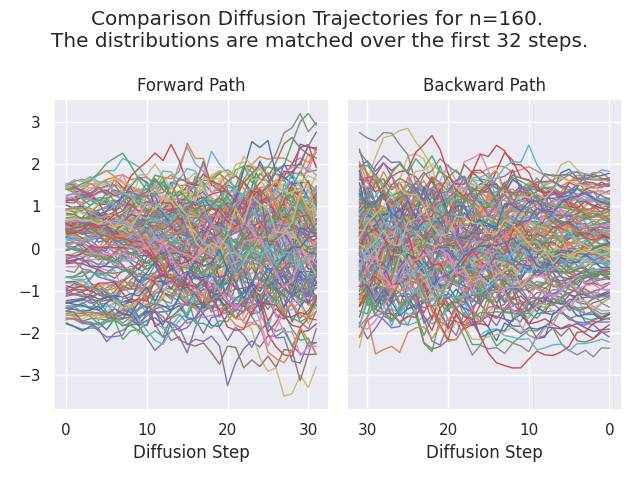 Comparison Diffusion Trajectories for n=160.
The distributions are matched over the first 32 steps.
Forward Path
Backward Path
3
2
1
0
−1
−2
−3
0 10 20 30
30 20 10 0
Diffusion Step
Diffusion Step